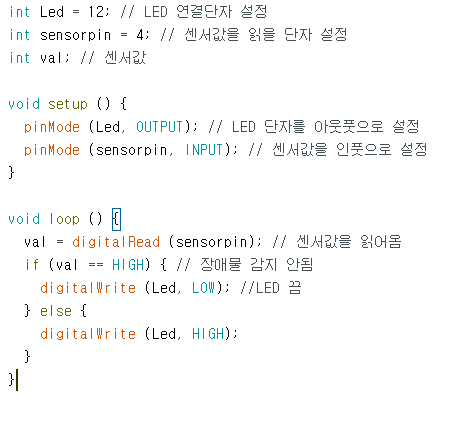 int Led = 12; // LED 연결단자 설정
int sensorpin = 4; // 센서값을 읽을 단자 설정
int val; // 센서값
void setup () {
pinMode (Led, OUTPUT); // LED 단자를 아웃풋으로 설정
pinMode (sensorpin, INPUT); // 센서값을 인풋으로 설정
}
void loop () {
val = digitalRead (sensorpin); // 센서값을 읽어옴
if (val == HIGH) { // 장애물 감지 안됨
digitalWrite (Led, LOW); //LED 끔
} else {
digitalWrite (Led, HIGH);
}
}